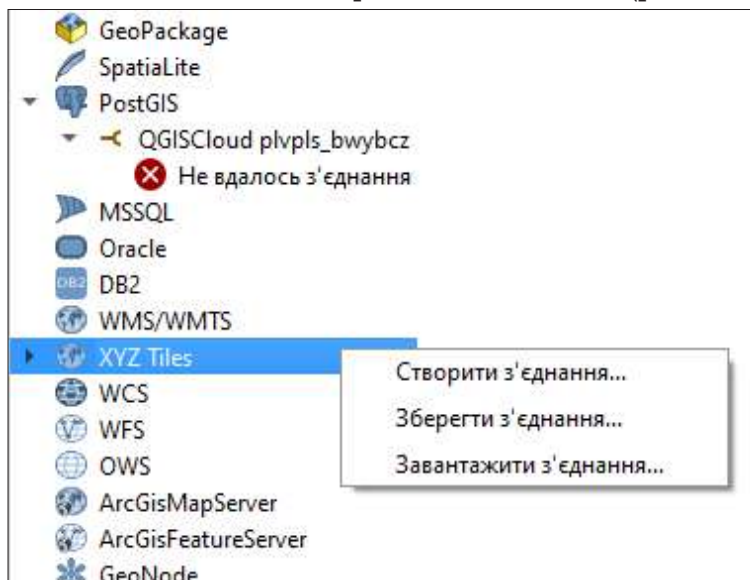 GeoPackage
SpatiaLite
PostGIS
QGISCloud plvpls_bwybcz
Не вдалось з'єднання
MSSQL
Oracle
DB2 DB2
WMS/WMTS
XYZ Tiles
Створити з'єднання...
Зберегти з'єднання...
Завантажити з'єднання...
WCS
WFS
OWS
ArcGisMapServer
ArcGisFeatureServer
GeoNode